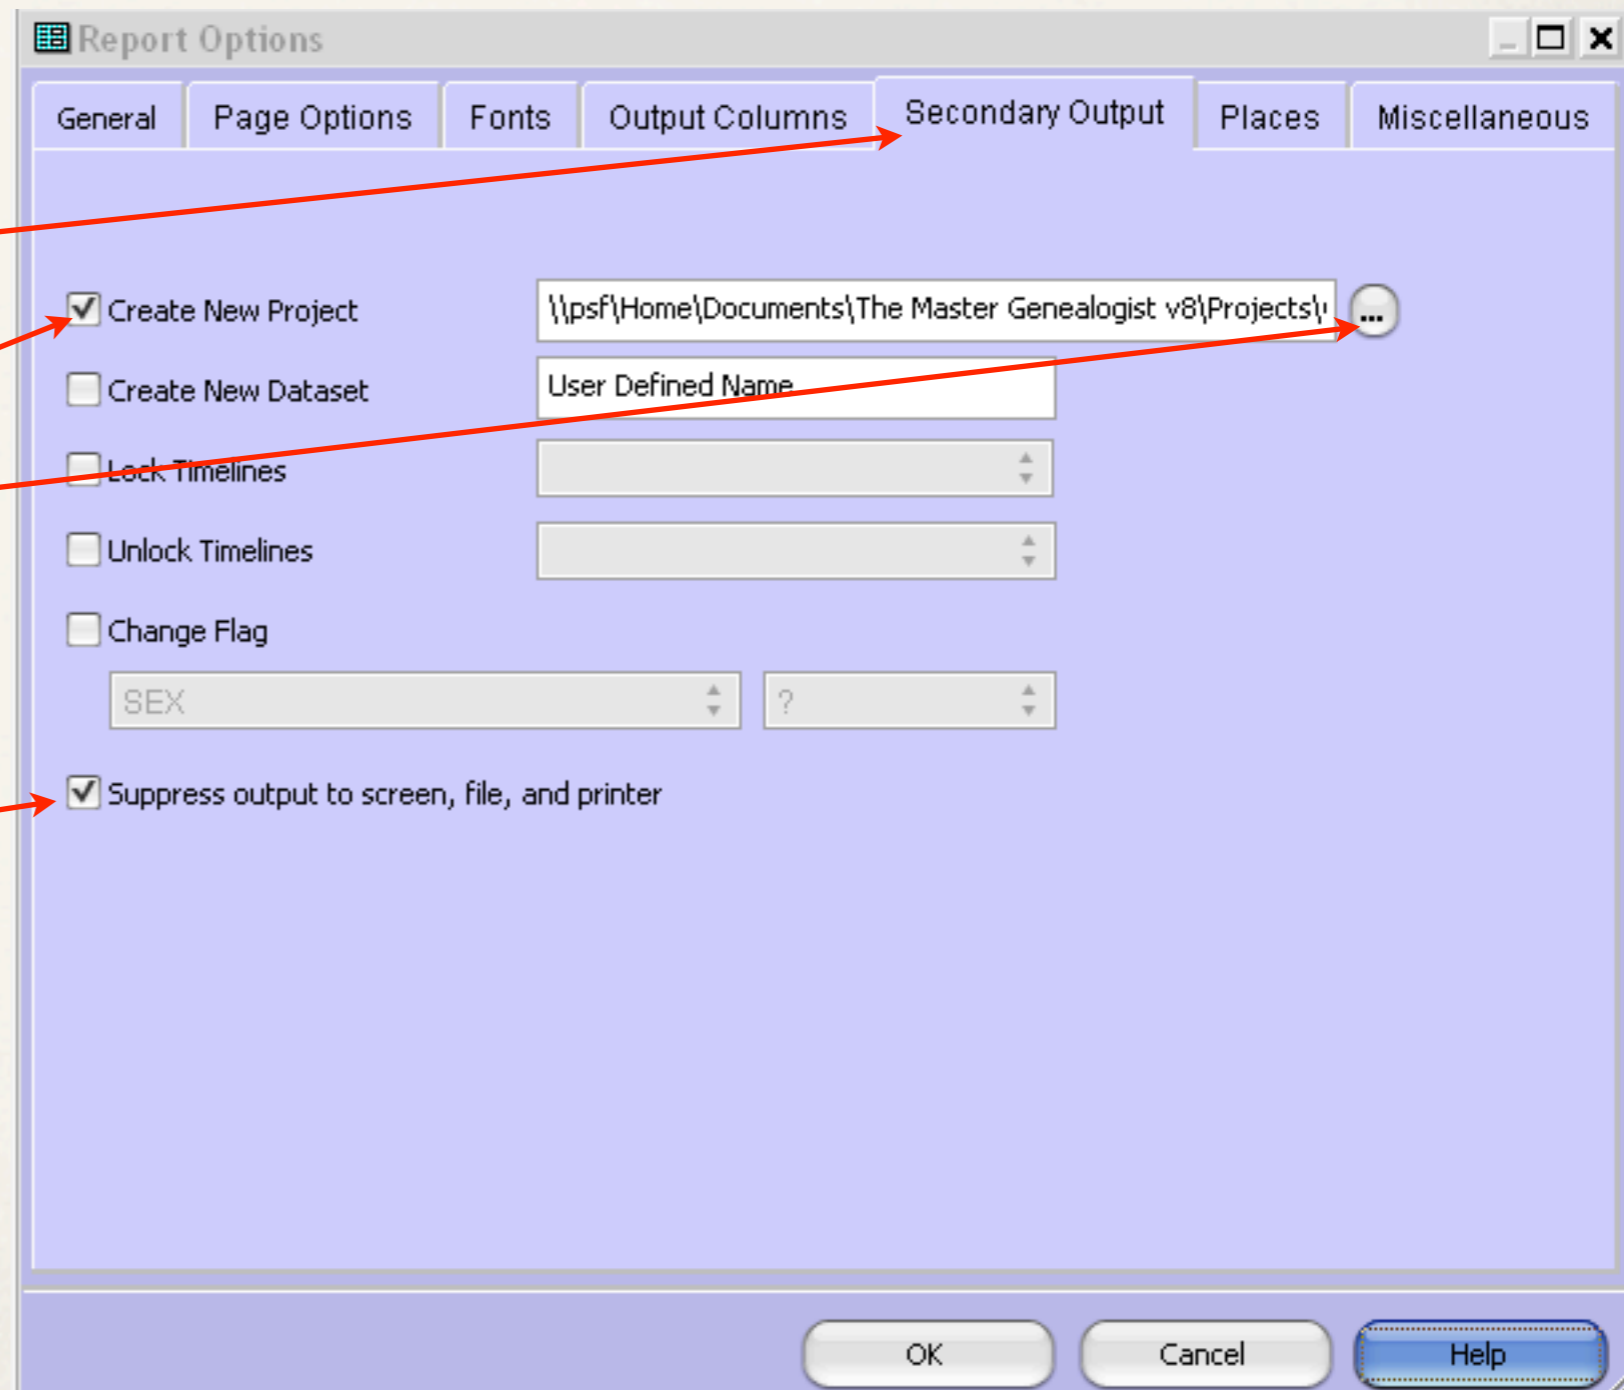 Report Options
General Page Options Fonts Output Columns Secondary Output Places Miscellaneous
Create New Project \\psf\Home\Documents\The Master Genealogist v8\Projects\
...
Create New Dataset User Defined Name
Lock Timelines
Unlock Timelines
Change Flag
SEX ?
Suppress output to screen, file, and printer
OK Cancel Help